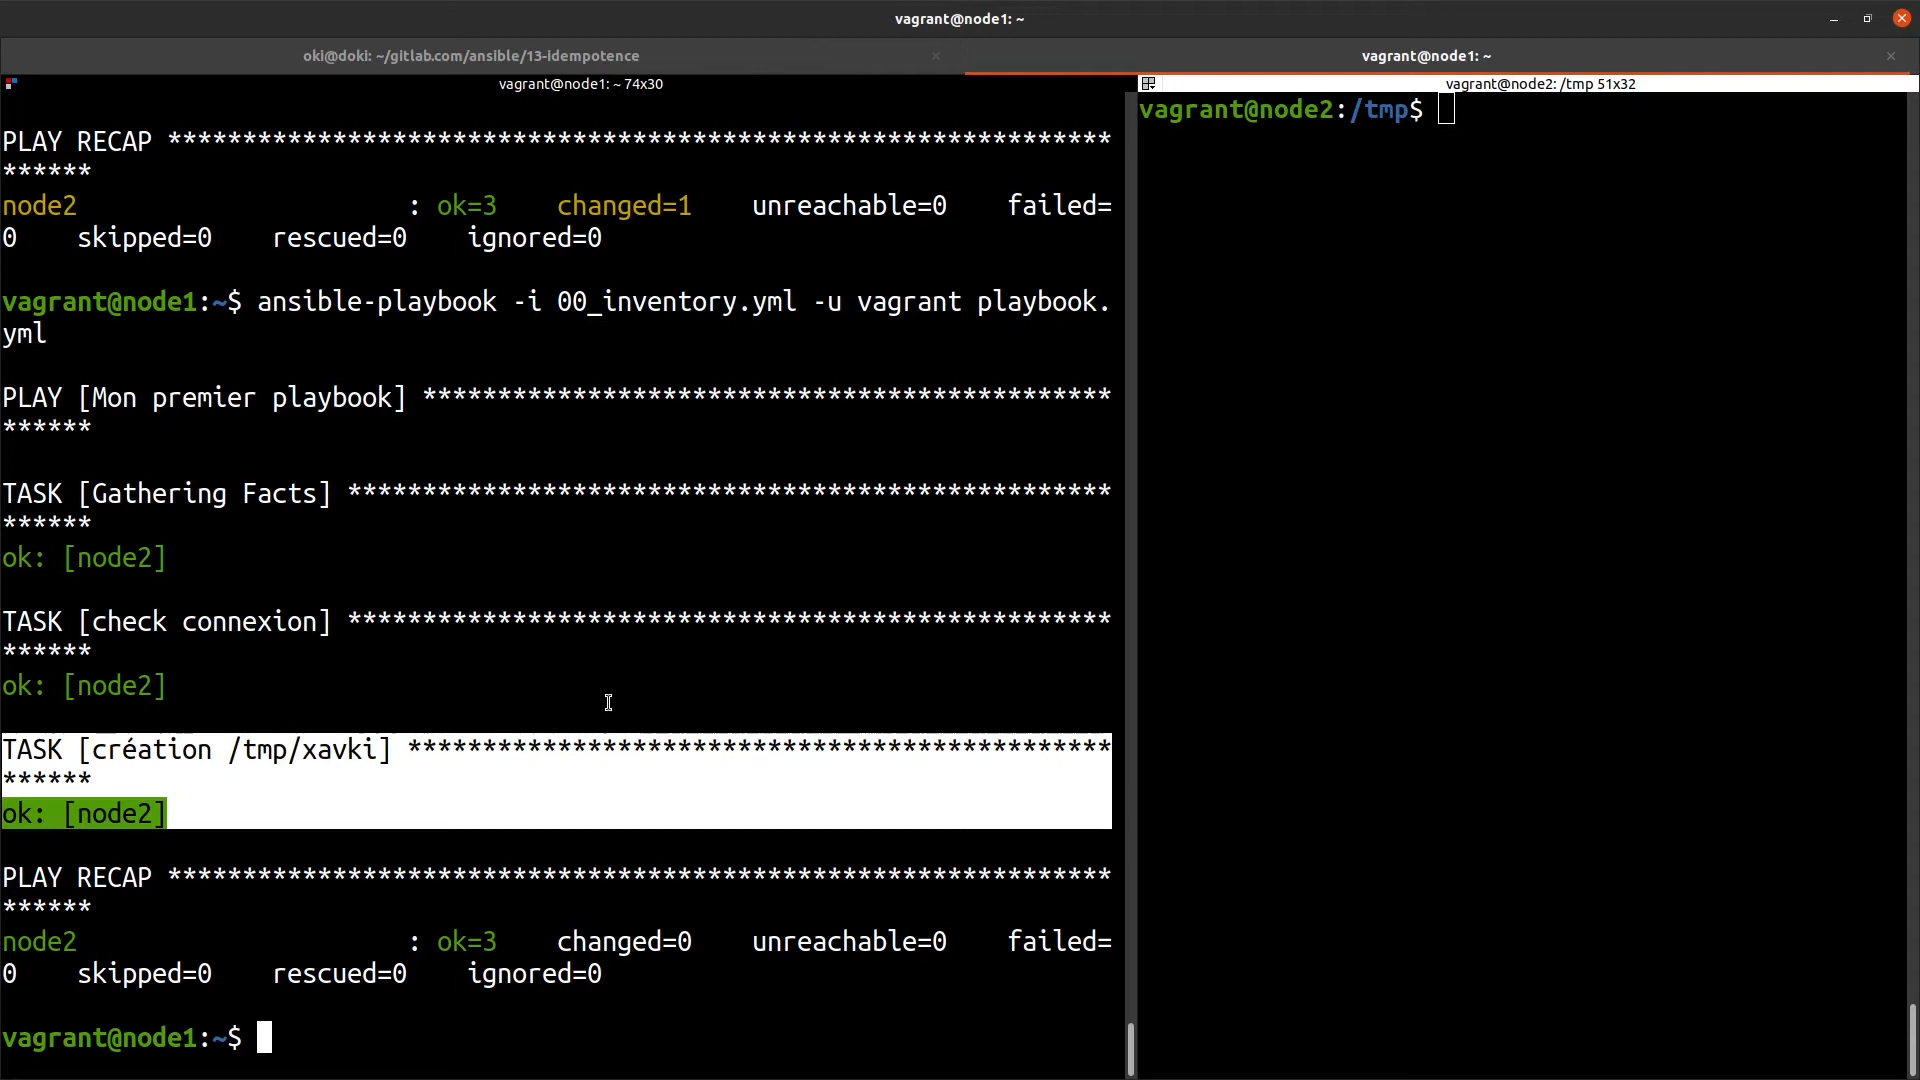 vagrant@node1: ~
oki@doki: ~/gitlab.com/ansible/13-idempotence
vagrant@node1: ~
vagrant@node1: ~ 74x30
vagrant@node2: /tmp 51x32
PLAY RECAP ***************************************************************
******
node2                      : ok=3    changed=1    unreachable=0    failed=
0    skipped=0    rescued=0    ignored=0
vagrant@node1:~$ ansible-playbook -i 00_inventory.yml -u vagrant playbook.
yml
PLAY [Mon premier playbook] **********************************************
******
TASK [Gathering Facts] ***************************************************
******
ok: [node2]
TASK [check connexion] ***************************************************
******
ok: [node2]
TASK [création /tmp/xavki] ***********************************************
******
ok: [node2]
PLAY RECAP ***************************************************************
******
node2                      : ok=3    changed=0    unreachable=0    failed=
0    skipped=0    rescued=0    ignored=0
vagrant@node1:~$
vagrant@node2:/tmp$